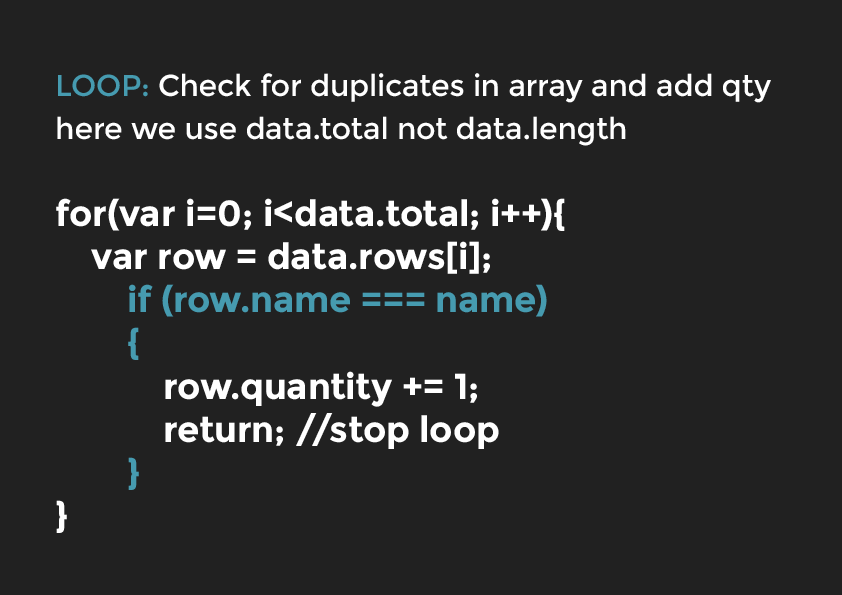 LOOP: Check for duplicates in array and add qty
here we use data.total not data.length
for(var i=0; i<data.total; i++){
var row = data.rows[i];
if (row.name === name)
{
row.quantity += 1;
return; //stop loop
}
}